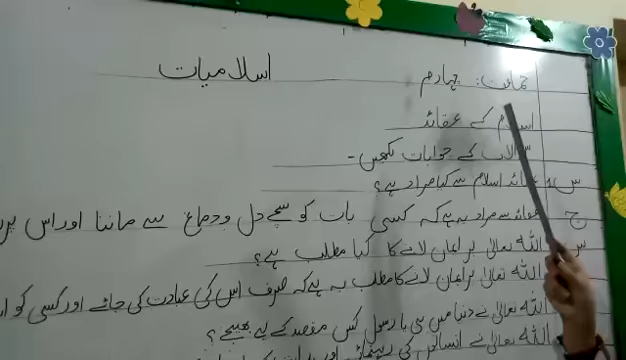 جماعت: چہارم
اسلامیات
اسلام کے عقائد
سوالات کے جوابات لکھیں-
س۱ عقائد اسلام سے کیا مراد ہے؟
ج عقائد سے مراد یہ ہے کہ کسی بات کو سچے دل ودماغ سے ماننا اور اس پر
س اللہ تعالیٰ پر ایمان لانے کا کیا مطلب ہے؟
اللہ تعالیٰ پر ایمان لانے کا مطلب یہ ہے کہ صرف اس کی عبادت کی جائے اور کسی کو
اللہ تعالیٰ نے دنیا میں نبی یا رسول کس مقصد کے لیے بھیجے؟
اللہ تعالیٰ نے انسانوں کی رہنمائی اور